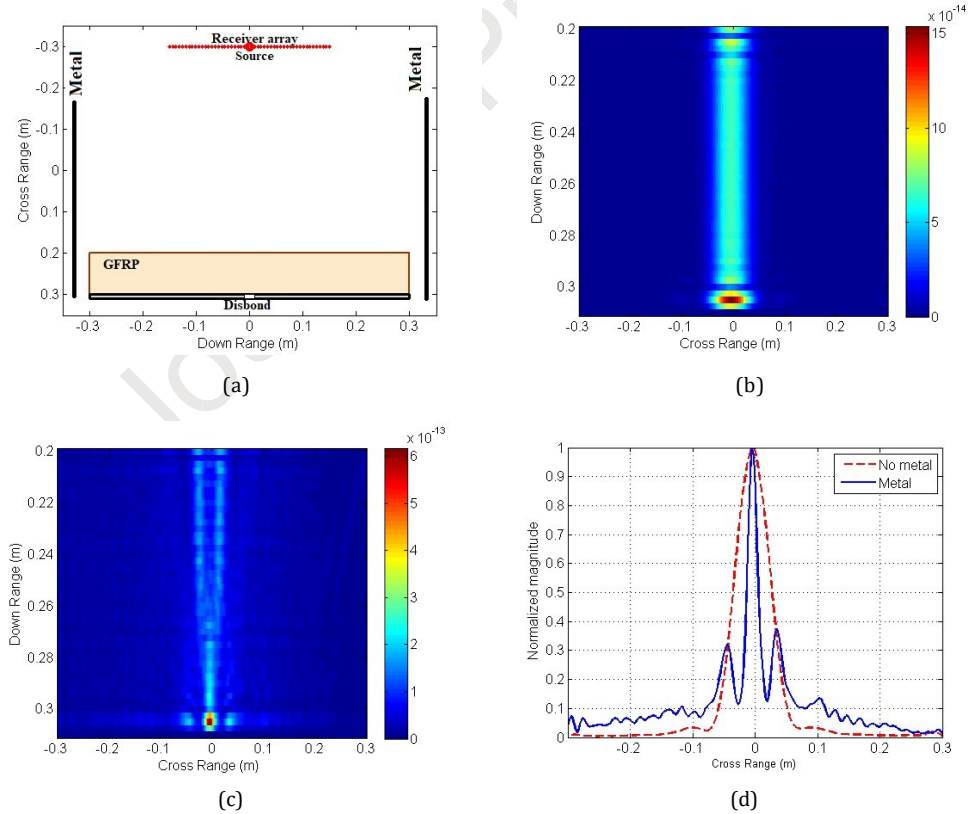 Receiver array
Source
Metal
Metal
GFRP
Disbond
-0.3
-0.2
-0.1
0
0.1
0.2
0.3
Cross Range (m)
-0.3 -0.2 -0.1 0 0.1 0.2 0.3
Down Range (m)
(a)
x 10^-14
15
10
5
0
0.2
0.22
0.24
0.26
0.28
0.3
Down Range (m)
-0.3 -0.2 -0.1 0 0.1 0.2 0.3
Cross Range (m)
(b)
x 10^-13
6
5
4
3
2
1
0
0.2
0.22
0.24
0.26
0.28
0.3
Down Range (m)
-0.3 -0.2 -0.1 0 0.1 0.2 0.3
Cross Range (m)
(c)
1
0.9
0.8
0.7
0.6
0.5
0.4
0.3
0.2
0.1
0
Normalized magnitude
No metal
Metal
-0.2 -0.1 0 0.1 0.2 0.3
Cross Range (m)
(d)